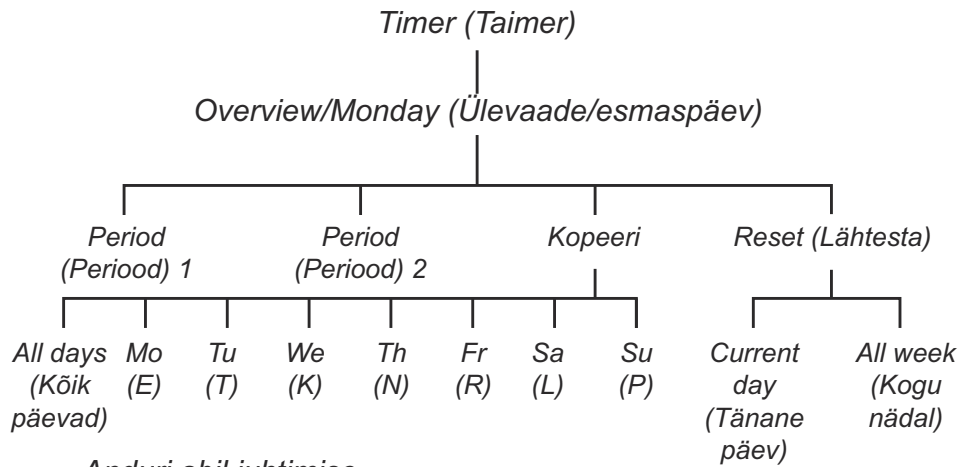 Timer (Taimer)
Overview/Monday (Ülevaade/esmaspäev)
Period
(Periood) 1
Period
(Periood) 2
Kopeeri
Reset (Lähtesta)
All days
(Kõik
päevad)
Mo
(E)
Tu
(T)
We
(K)
Th
(N)
Fr
(R)
Sa
(L)
Su
(P)
Current
day
(Tänane
päev)
All week
(Kogu
nädal)